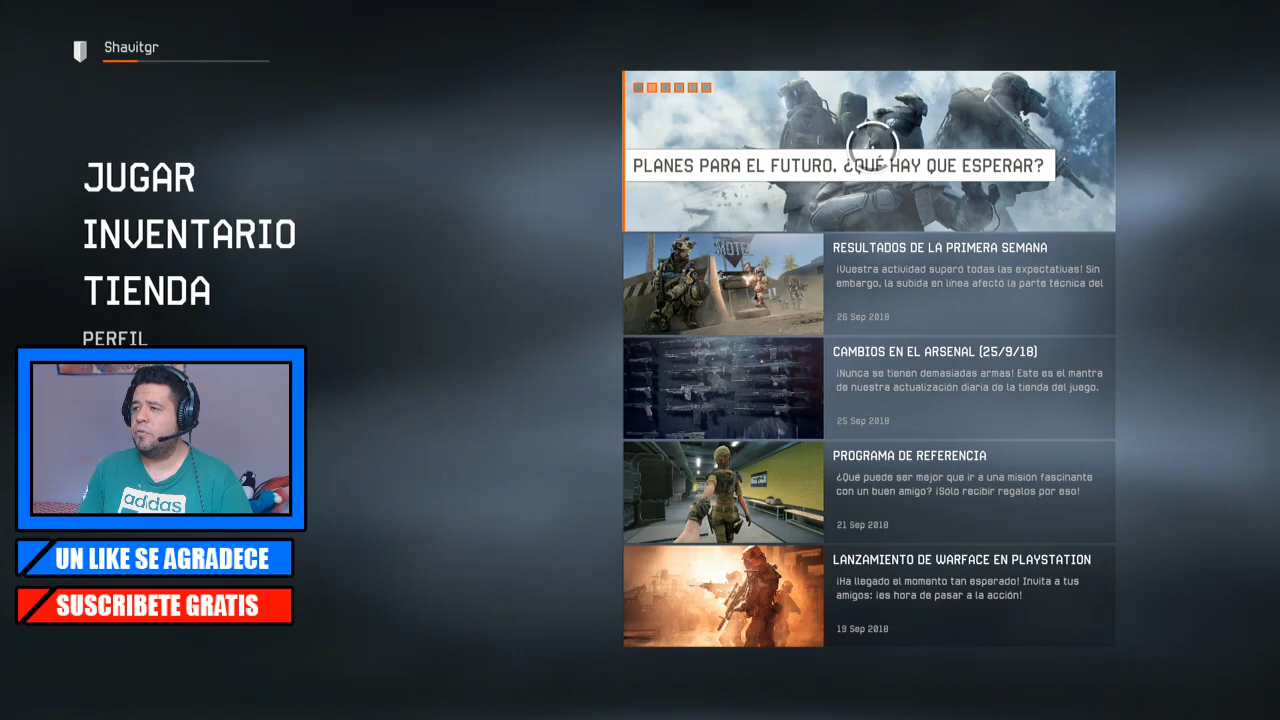 Shavitgr
JUGAR
INVENTARIO
TIENDA
PERFIL
adidas
UN LIKE SE AGRADECE
SUSCRIBETE GRATIS
PLANES PARA EL FUTURO. ¿QUÉ HAY QUE ESPERAR?
MOTEL
RESULTADOS DE LA PRIMERA SEMANA
¡Vuestra actividad superó todas las expectativas! Sin
embargo, la subida en línea afectó la parte técnica del
26 Sep 2018
CAMBIOS EN EL ARSENAL (25/9/18)
¡Nunca se tienen demasiadas armas! Este es el mantra
de nuestra actualización diaria de la tienda del juego.
25 Sep 2018
PROGRAMA DE REFERENCIA
¿Qué puede ser mejor que ir a una misión fascinante
con un buen amigo? ¡Sólo recibir regalos por eso!
21 Sep 2018
LANZAMIENTO DE WARFACE EN PLAYSTATION
¡Ha llegado el momento tan esperado! Invita a tus
amigos: ¡es hora de pasar a la acción!
19 Sep 2018